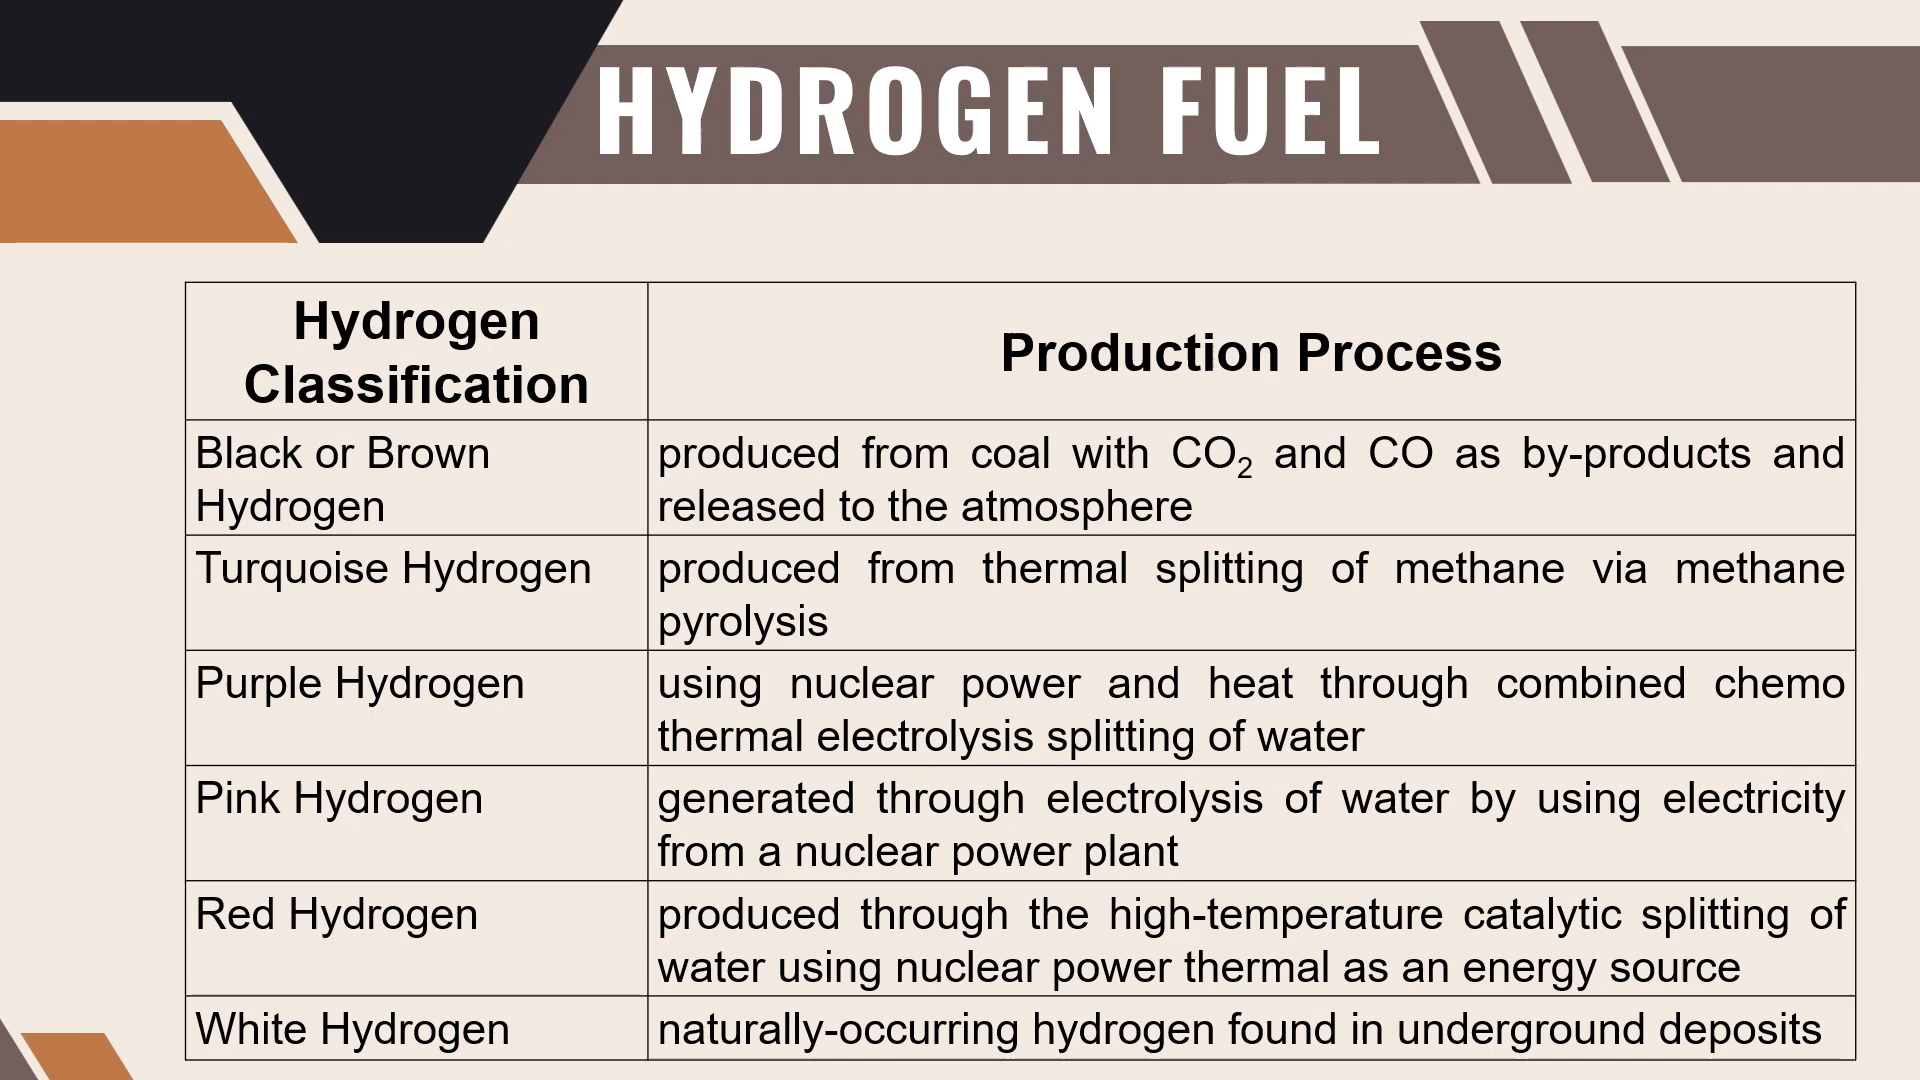 HYDROGEN FUEL
Hydrogen
Classification
Production Process
Black or Brown
Hydrogen
produced from coal with CO₂ and CO as by-products and
released to the atmosphere
Turquoise Hydrogen
produced from thermal splitting of methane via methane
pyrolysis
Purple Hydrogen
using nuclear power and heat through combined chemo
thermal electrolysis splitting of water
Pink Hydrogen
generated through electrolysis of water by using electricity
from a nuclear power plant
Red Hydrogen
produced through the high-temperature catalytic splitting of
water using nuclear power thermal as an energy source
White Hydrogen
naturally-occurring hydrogen found in underground deposits